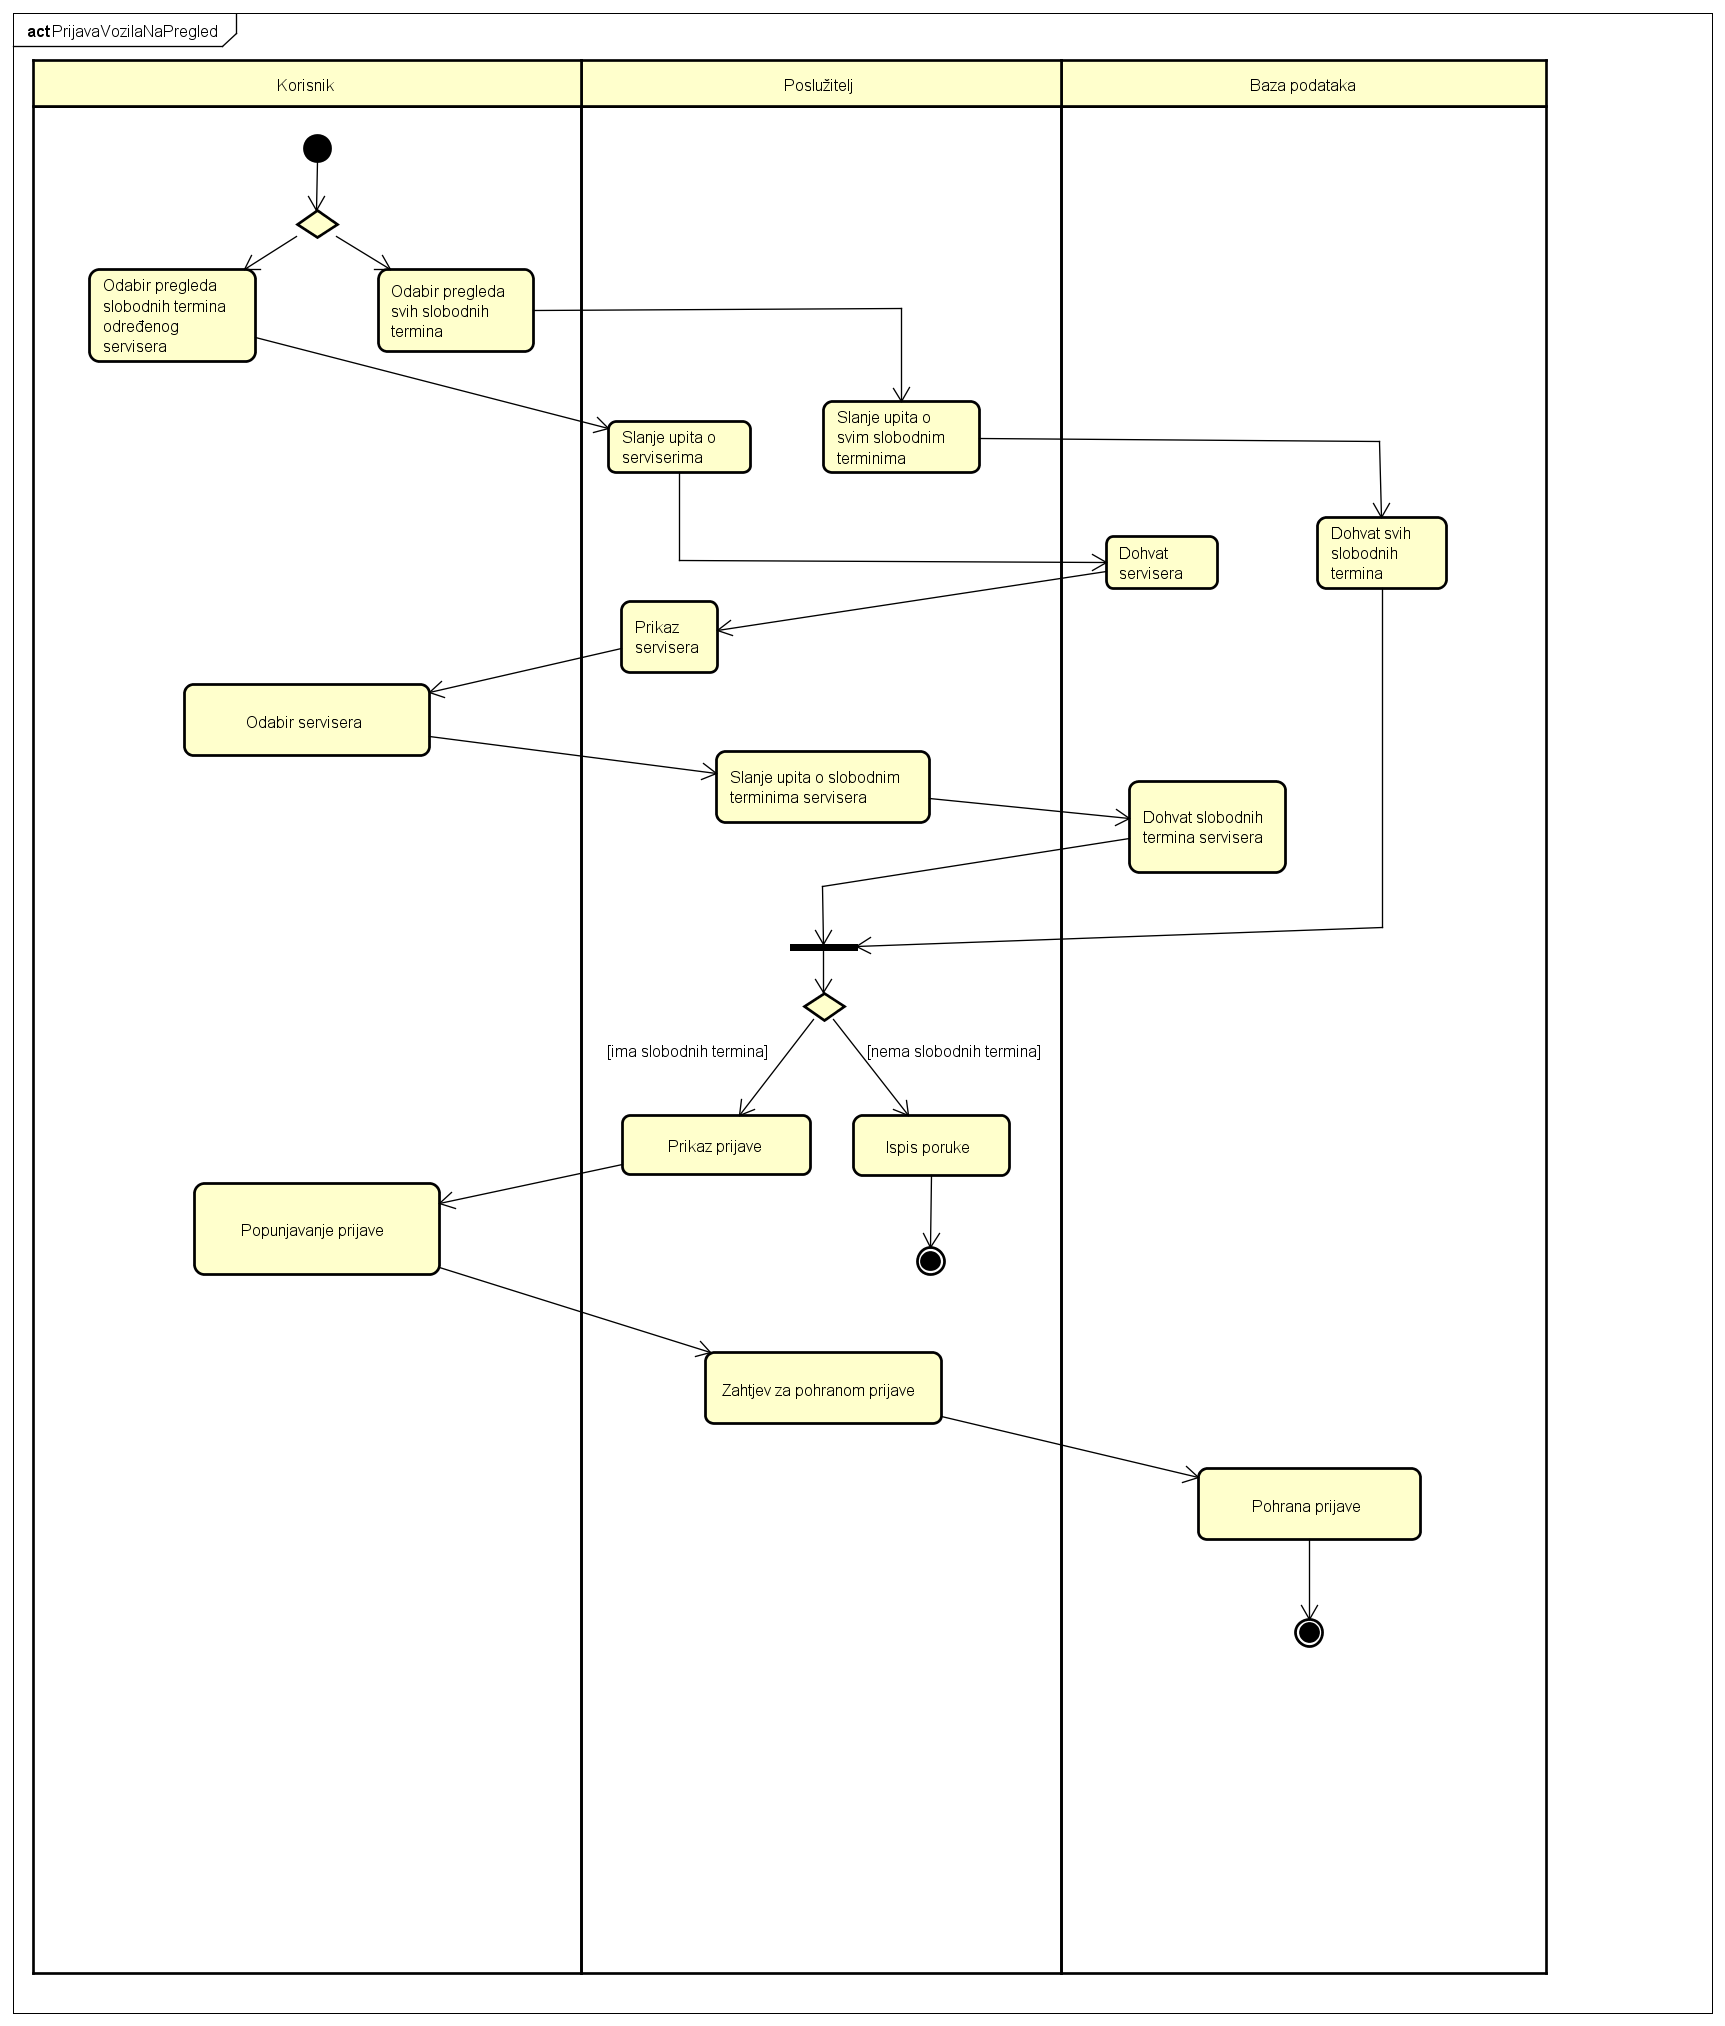 act PrijavaVozilaNaPregled
Korisnik
Poslužitelj
Baza podataka
Odabir pregleda
slobodnih termina
određenog
servisera
Odabir pregleda
svih slobodnih
termina
Slanje upita o
serviserima
Slanje upita o
svim slobodnim
terminima
Dohvat
servisera
Dohvat svih
slobodnih
termina
Prikaz
servisera
Odabir servisera
Slanje upita o slobodnim
terminima servisera
Dohvat slobodnih
termina servisera
[ima slobodnih termina]
[nema slobodnih termina]
Prikaz prijave
Ispis poruke
Popunjavanje prijave
Zahtjev za pohranom prijave
Pohrana prijave